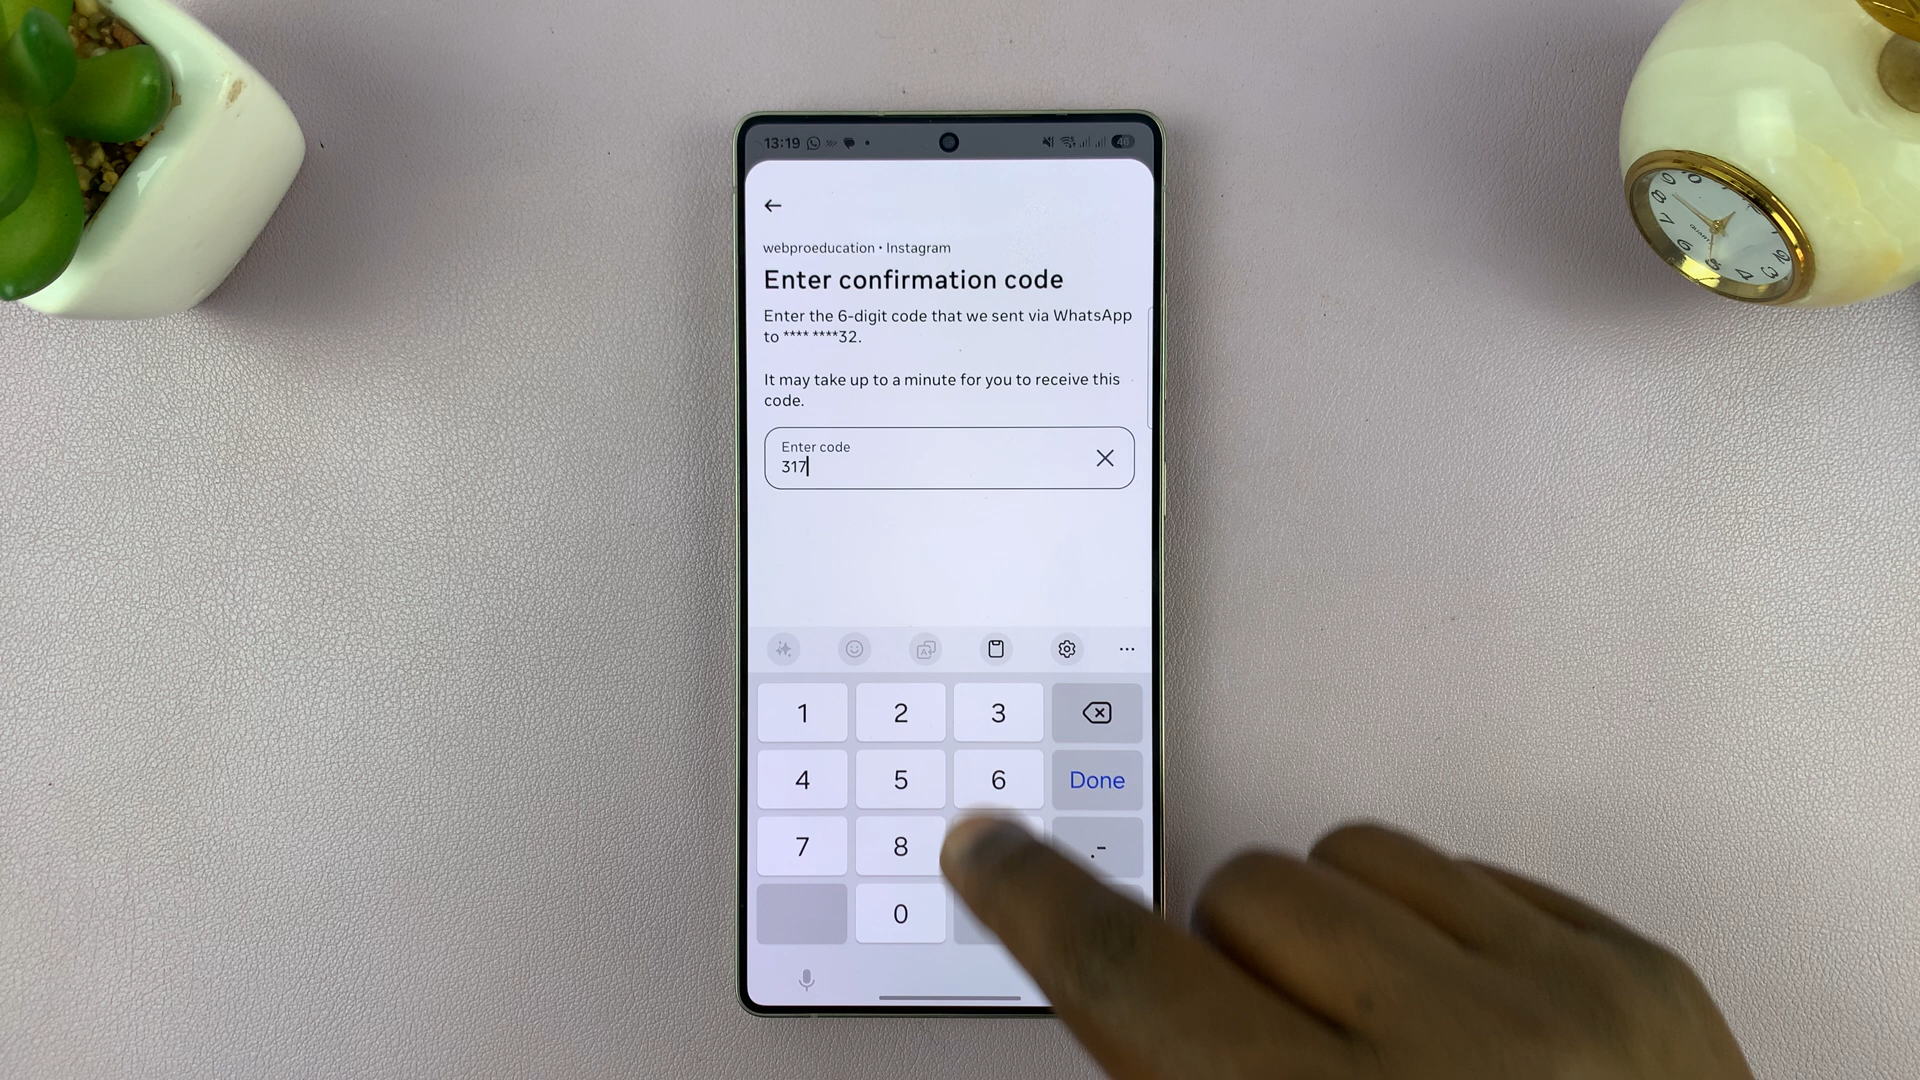 13:19
40
webproeducation • Instagram
Enter confirmation code
Enter the 6-digit code that we sent via WhatsApp
to **** ****32.
It may take up to a minute for you to receive this
code.
Enter code
317
1 2 3
4 5 6 Done
7 8 .-
0